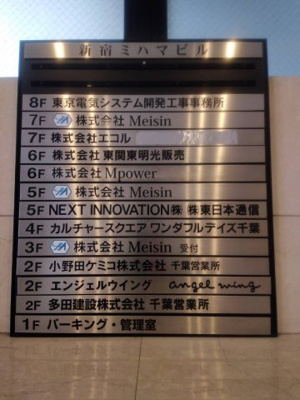 新宿ミハマビル
8F 東京電気システム開発工事事務所
7F 株式会社 Meisin
7F 株式会社エコル
6F 株式会社 東関東明光販売
6F 株式会社 Mpower
5F 株式会社 Meisin
5F NEXT INNOVATION㈱ ㈱東日本通信
4F カルチャースクエア ワンダフルデイズ千葉
3F 株式会社 Meisin 受付
2F 小野田ケミコ株式会社 千葉営業所
2F エンジェルウイング angel wing
2F 多田建設株式会社 千葉営業所
1F パーキング・管理室